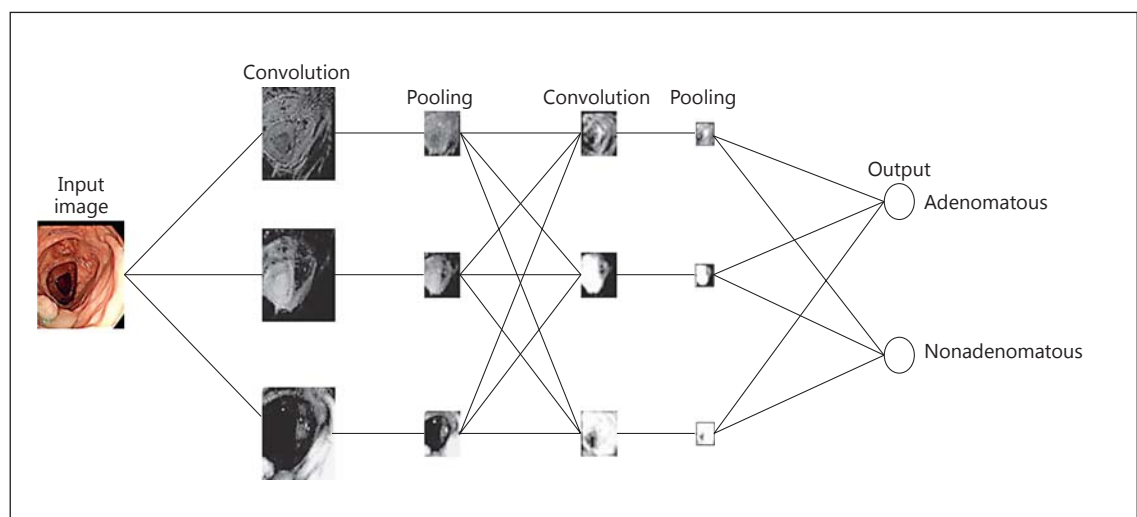 Input
image
Convolution
Pooling
Convolution
Pooling
Output
Adenomatous
Nonadenomatous